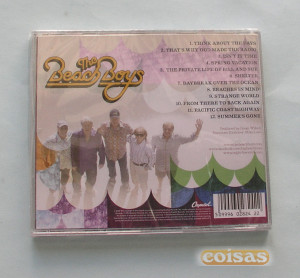 The
Beach Boys
1. THINK ABOUT THE DAYS
2. THAT'S WHY GOD MADE THE RADIO
3. ISN'T IT TIME
4. SPRING VACATION
5. THE PRIVATE LIFE OF BILL AND SUE
6. SHELTER
7. DAYBREAK OVER THE OCEAN
8. BEACHES IN MIND
9. STRANGE WORLD
10. FROM THERE TO BACK AGAIN
11. PACIFIC COAST HIGHWAY
12. SUMMER'S GONE
Capitol
coisas